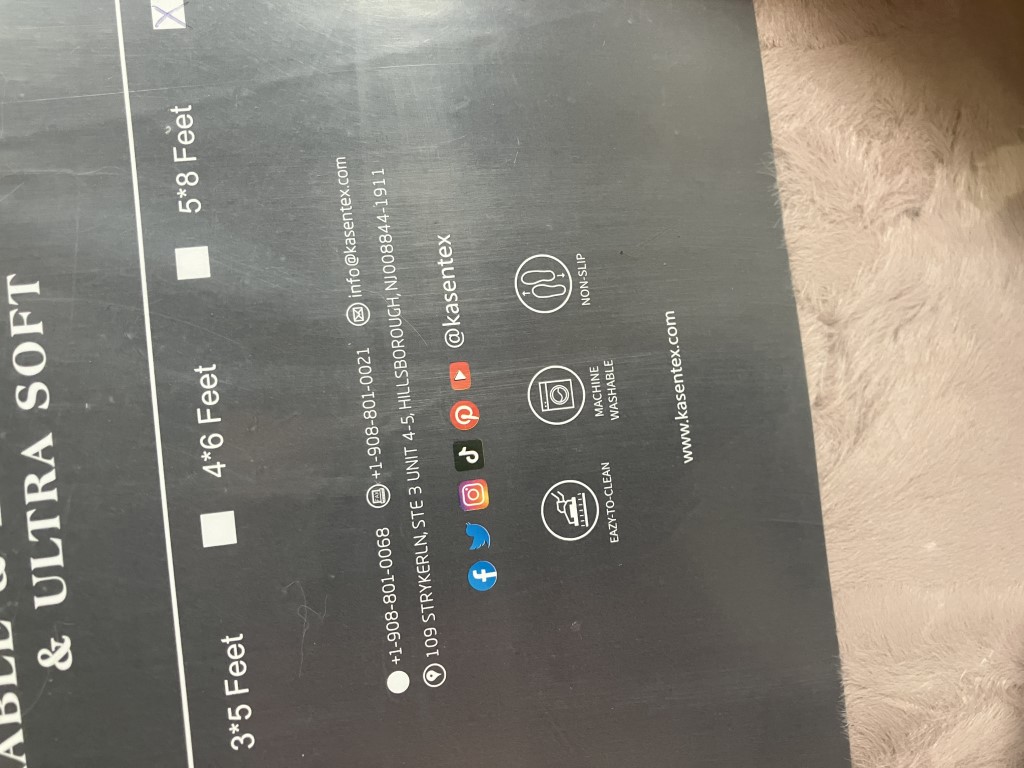 & ULTRA SOFT
3*5 Feet 4*6 Feet 5*8 Feet X
+1-908-801-0068 +1-908-801-0021 info@kasentex.com
109 STRYKERLN, STE 3 UNIT 4-5, HILLSBOROUGH, NJ008844-1911
@kasentex
EAZY-TO-CLEAN MACHINE WASHABLE NON-SLIP
www.kasentex.com